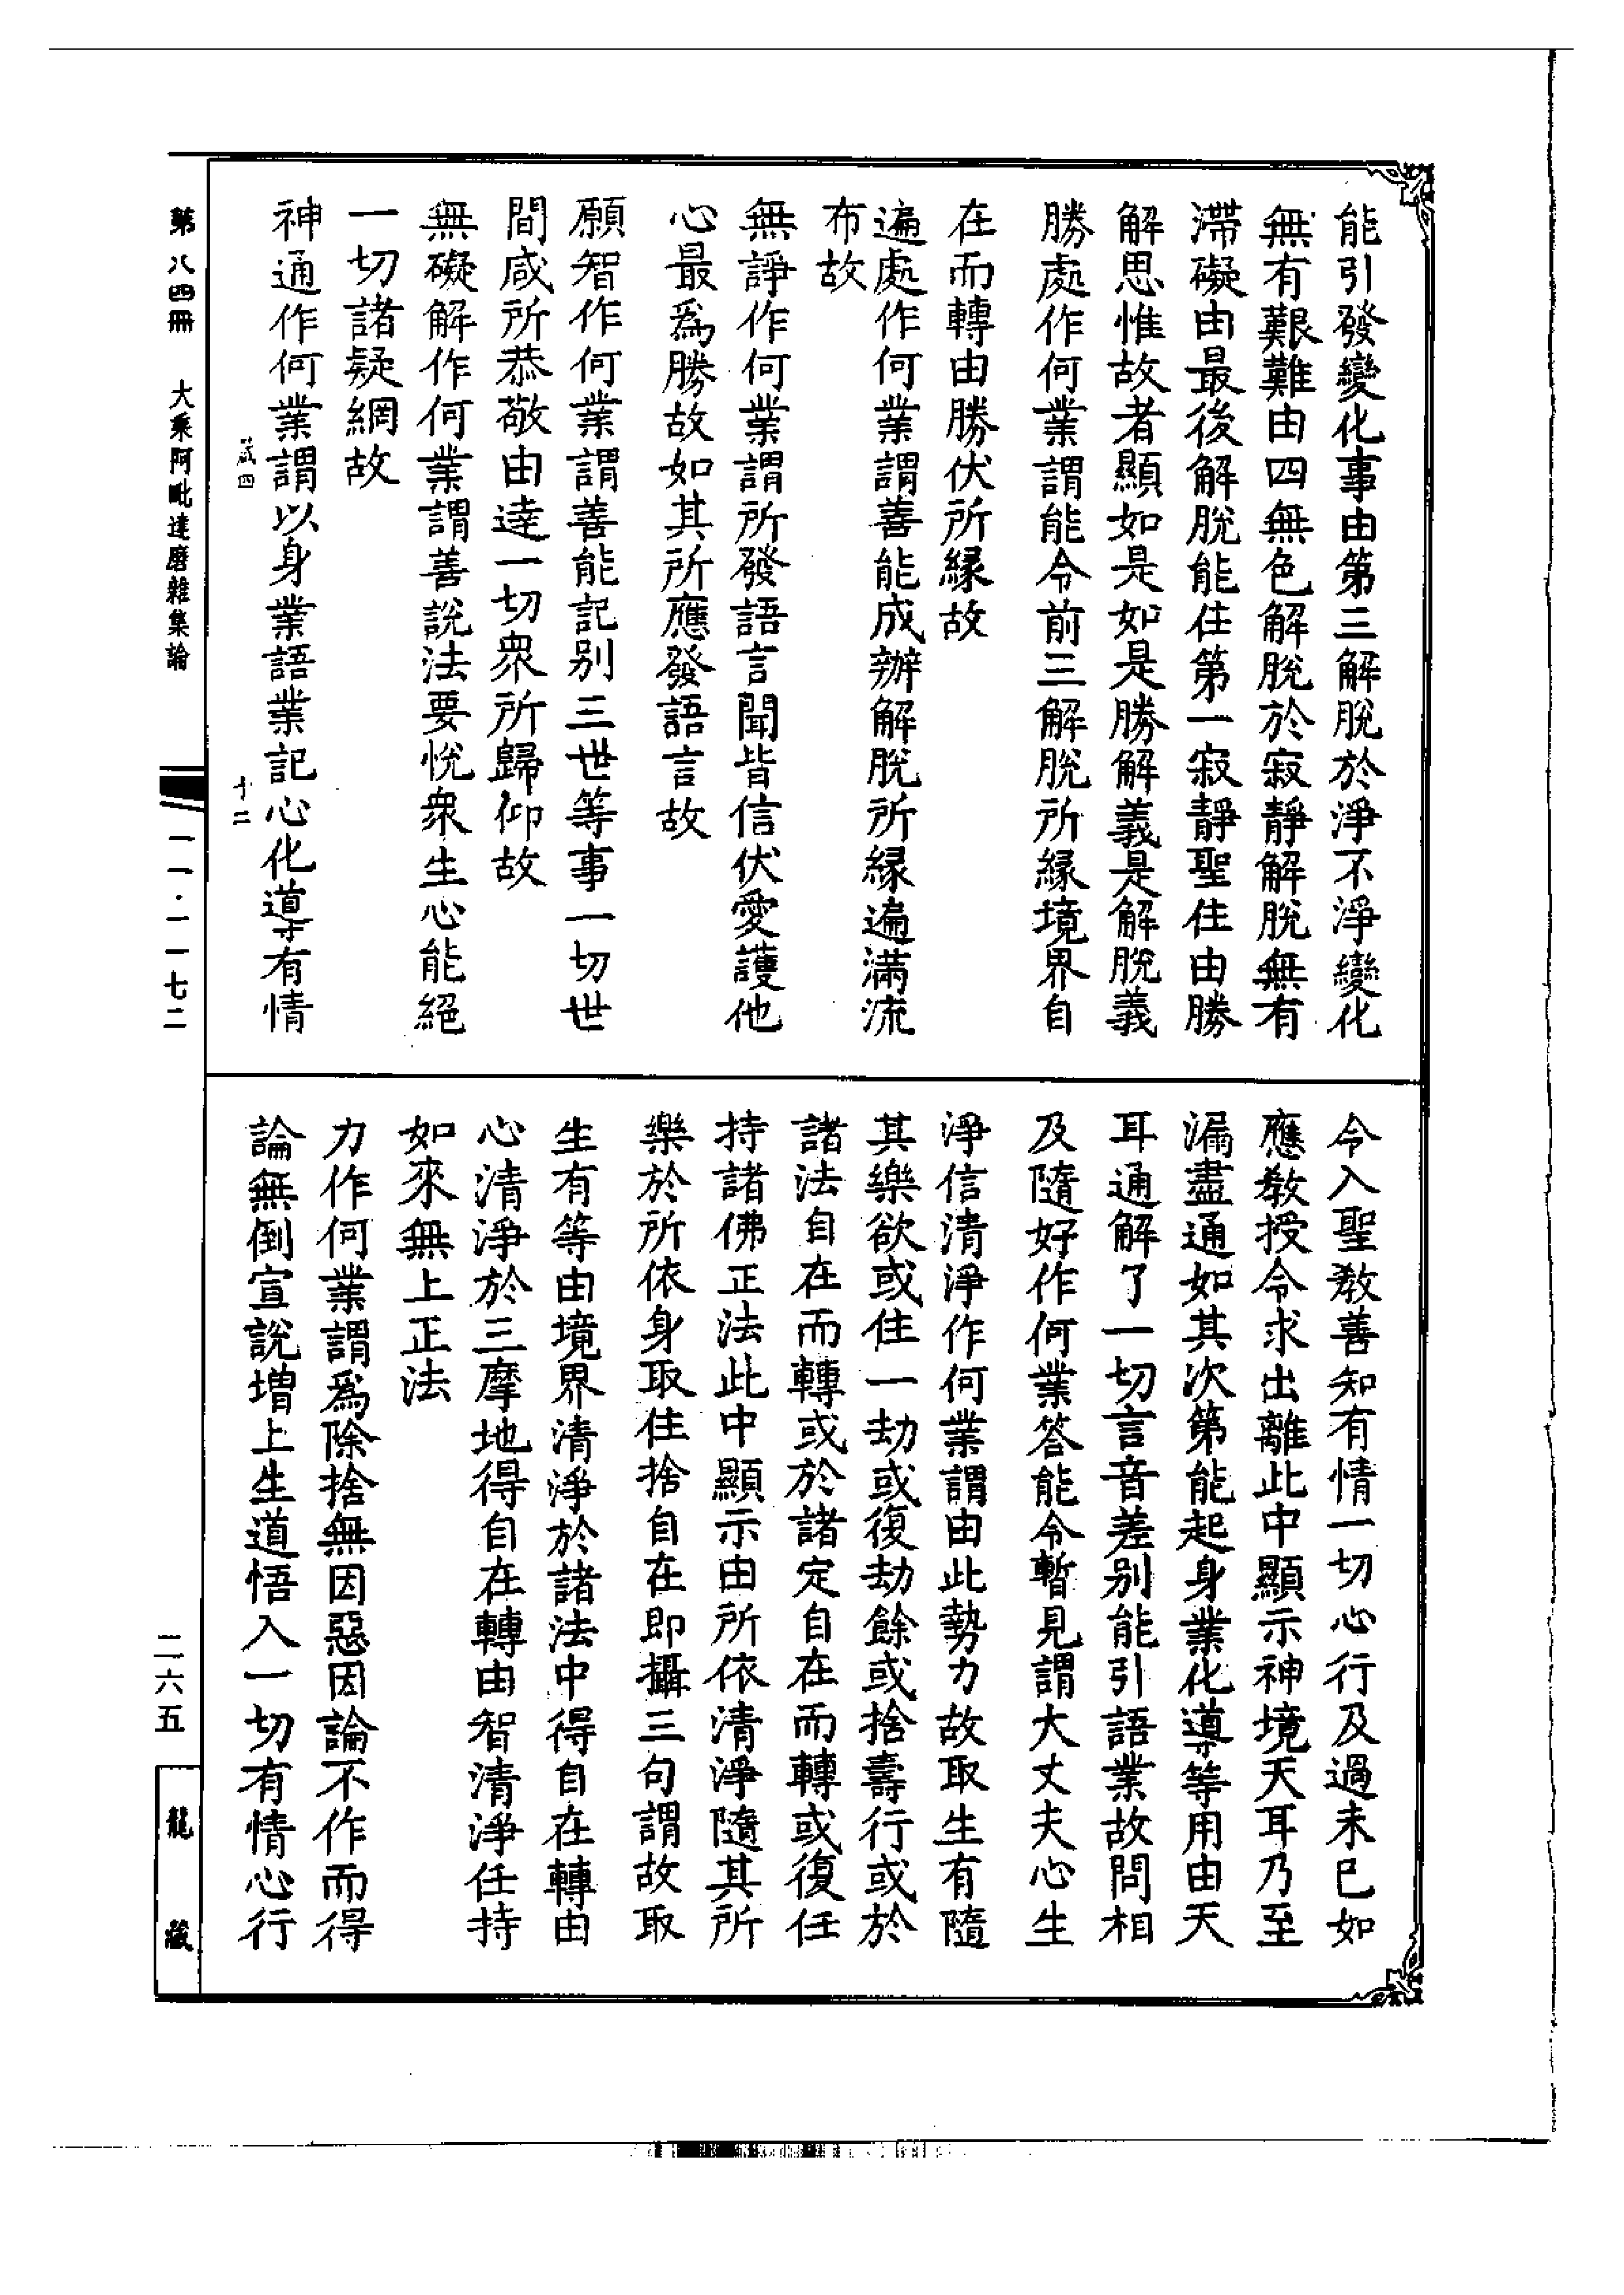 能引發變化事由第三解脫於淨不淨變化
無有艱難由四無色解脫於寂靜解脫無有
滯礙由最後解脫能住第一寂靜聖住由勝
解思惟故者顯如是如是勝解義是解脫義
勝處作何業謂能令前三解脫所緣境界自
在而轉由勝伏所緣故
遍處作何業謂善能成辦解脫所緣遍滿流
布故
無諍作何業謂所發語言聞皆信伏愛護他
心最爲勝故如其所應發語言故
願智作何業謂善能記别三世等事一切世
間咸所恭敬由達一切衆所歸仰故
無礙解作何業謂善說法要悅衆生心能絕
一切諸疑網故
神通作何業謂以身業語業記心化導有情
令入聖教善知有情一切心行及過未已如
應教授令求出離此中顯示神境天耳乃至
漏盡通如其次第能起身業化導等用由天
耳通解了一切言音差别能引語業故問相
及隨好作何業答能令暫見謂大丈夫心生
淨信清淨作何業謂由此勢力故取生有隨
其樂欲或住一劫或復劫餘或捨壽行或於
諸法自在而轉或於諸定自在而轉或復任
持諸佛正法此中顯示由所依清淨隨其所
樂於所依身取住捨自在即攝三句謂故取
生有等由境界清淨於諸法中得自在轉由
心清淨於三摩地得自在轉由智清淨任持
如來無上正法
力作何業謂爲除捨無因惡因論不作而得
論無倒宣說增上生道悟入一切有情心行
第八四冊 大乘阿毗達磨雜集論
一一·一一七二
十二
二六五
龍藏